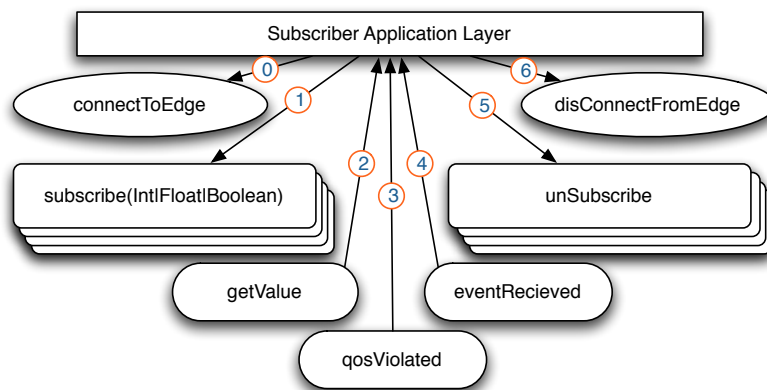 Subscriber Application Layer
0
6
connectToEdge
disConnectFromEdge
1
5
2
4
3
subscribe(Int|Float|Boolean)
unSubscribe
getValue
eventRecieved
qosViolated